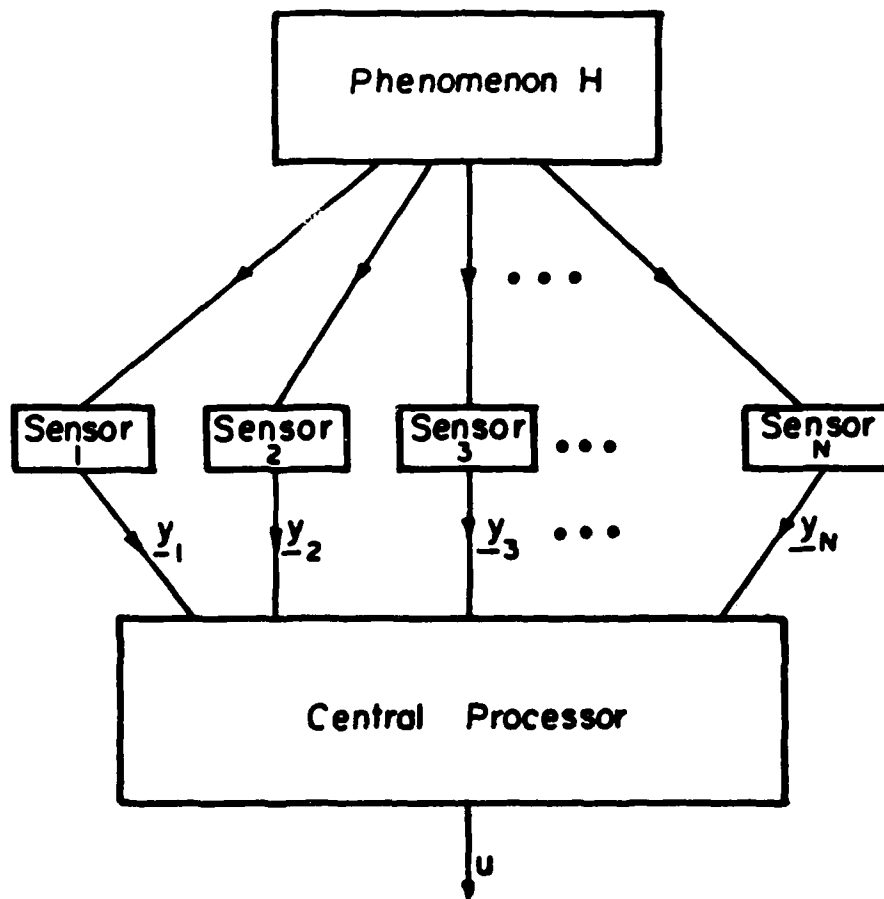 Phenomenon H
• • •
Sensor 1
Sensor 2
Sensor 3
• • •
Sensor N
y1
y2
y3
• • •
yN
Central Processor
u